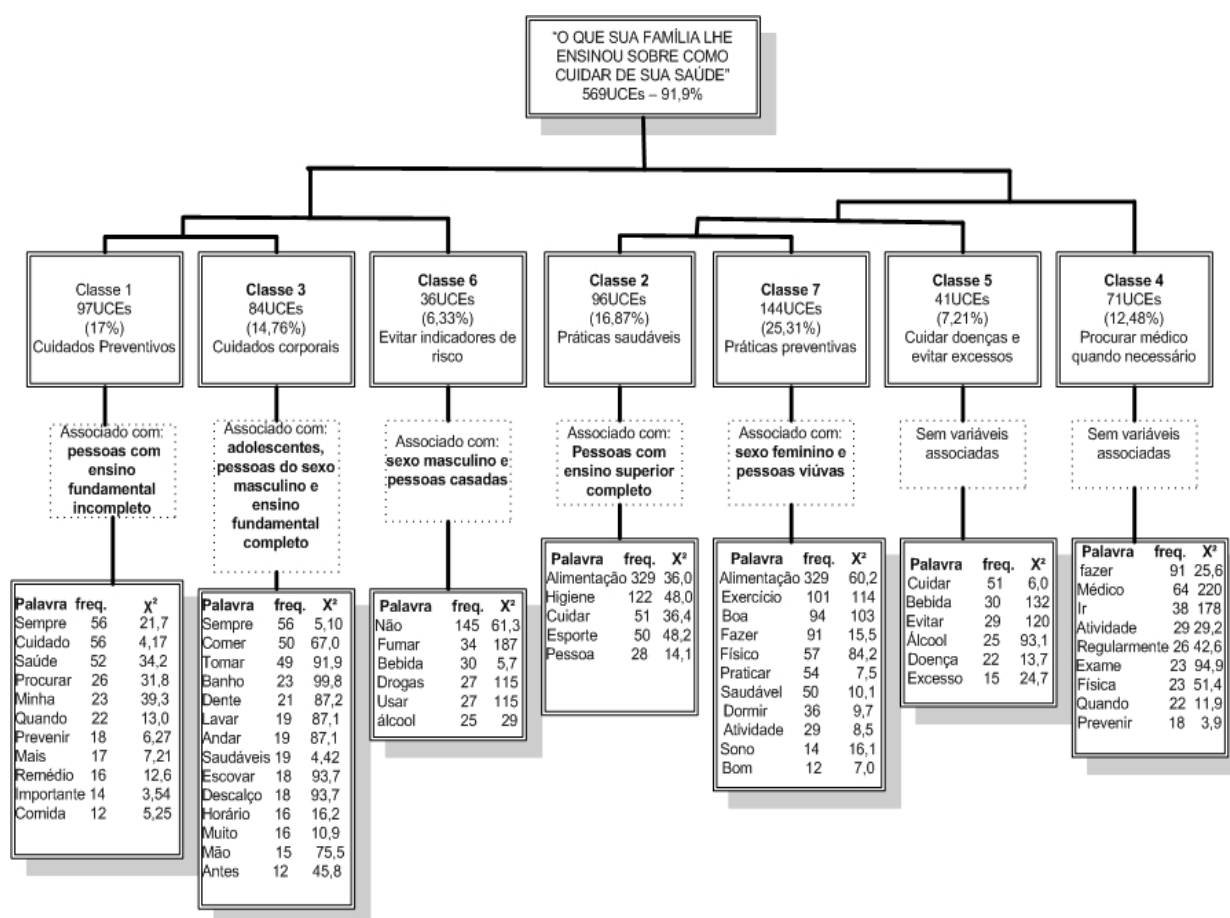 “O QUE SUA FAMÍLIA LHE
ENSINOU SOBRE COMO
CUIDAR DE SUA SAÚDE”
569UCEs – 91,9%
Classe 1
97UCEs
(17%)
Cuidados Preventivos
Classe 3
84UCEs
(14,76%)
Cuidados corporais
Classe 6
36UCEs
(6,33%)
Evitar indicadores de
risco
Classe 2
96UCEs
(16,87%)
Práticas saudáveis
Classe 7
144UCEs
(25,31%)
Práticas preventivas
Classe 5
41UCEs
(7,21%)
Cuidar doenças e
evitar excessos
Classe 4
71UCEs
(12,48%)
Procurar médico
quando necessário
Associado com:
pessoas com
ensino
fundamental
incompleto
Associado com:
adolescentes,
pessoas do sexo
masculino e
ensino
fundamental
completo
Associado com:
sexo masculino e
pessoas casadas
Associado com:
Pessoas com
ensino superior
completo
Associado com:
sexo feminino e
pessoas viúvas
Sem variáveis
associadas
Sem variáveis
associadas
Palavra freq. X²
Sempre 56 21,7
Cuidado 56 4,17
Saúde 52 34,2
Procurar 26 31,8
Minha 23 39,3
Quando 22 13,0
Prevenir 18 6,27
Mais 17 7,21
Remédio 16 12,6
Importante 14 3,54
Comida 12 5,25
Palavra freq. X²
Sempre 56 5,10
Comer 50 67,0
Tomar 49 91,9
Banho 23 99,8
Dente 21 87,2
Lavar 19 87,1
Andar 19 87,1
Saudáveis 19 4,42
Escovar 18 93,7
Descalço 18 93,7
Horário 16 16,2
Muito 16 10,9
Mão 15 75,5
Antes 12 45,8
Palavra freq. X²
Não 145 61,3
Fumar 34 187
Bebida 30 5,7
Drogas 27 115
Usar 27 115
álcool 25 29
Palavra freq. X²
Alimentação 329 36,0
Higiene 122 48,0
Cuidar 51 36,4
Esporte 50 48,2
Pessoa 28 14,1
Palavra freq. X²
Alimentação 329 60,2
Exercício 101 114
Boa 94 103
Fazer 91 15,5
Físico 57 84,2
Praticar 54 7,5
Saudável 50 10,1
Dormir 36 9,7
Atividade 29 8,5
Sono 14 16,1
Bom 12 7,0
Palavra freq. X²
Cuidar 51 6,0
Bebida 30 132
Evitar 29 120
Álcool 25 93,1
Doença 22 13,7
Excesso 15 24,7
Palavra freq. X²
fazer 91 25,6
Médico 64 220
Ir 38 178
Atividade 29 29,2
Regularmente 26 42,6
Exame 23 94,9
Física 23 51,4
Quando 22 11,9
Prevenir 18 3,9